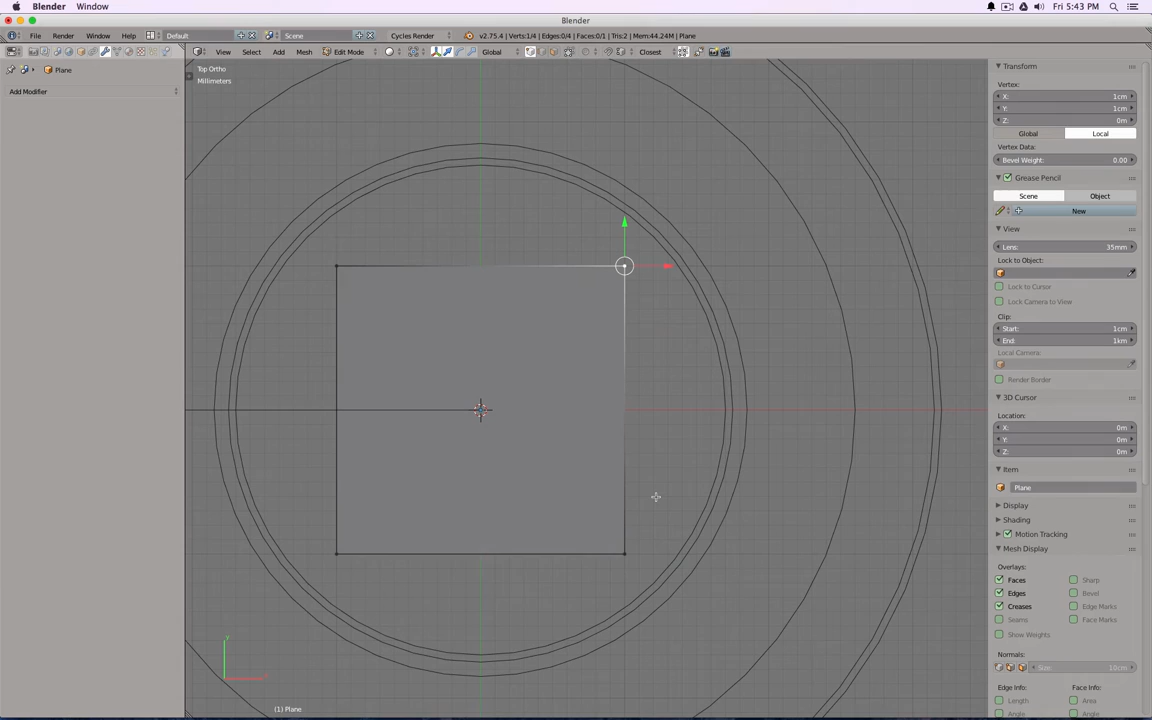 Blender Window Fri 5:43 PM
Blender
File Render Window Help Default Scene Cycles Render v2.75.4 | Verts:1/4 | Edges:0/4 | Faces:0/1 | Tris:2 | Mem:44.24M | Plane
View Select Add Mesh Edit Mode Global Closest
Plane
Add Modifier
Top Ortho
Millimeters
y
x
(1) Plane
Transform
Vertex:
X: 1cm
Y: 1cm
Z: 0m
Global Local
Vertex Data:
Bevel Weight: 0.00
Grease Pencil
Scene Object
New
View
Lens: 35mm
Lock to Object:
Lock to Cursor
Lock Camera to View
Clip:
Start: 1cm
End: 1km
Local Camera:
Render Border
3D Cursor
Location:
X: 0m
Y: 0m
Z: 0m
Item
Plane
Display
Shading
Motion Tracking
Mesh Display
Overlays:
Faces Sharp
Edges Bevel
Creases Edge Marks
Seams Face Marks
Show Weights
Normals:
Size: 10cm
Edge Info: Face Info:
Length Area
Angle Angle